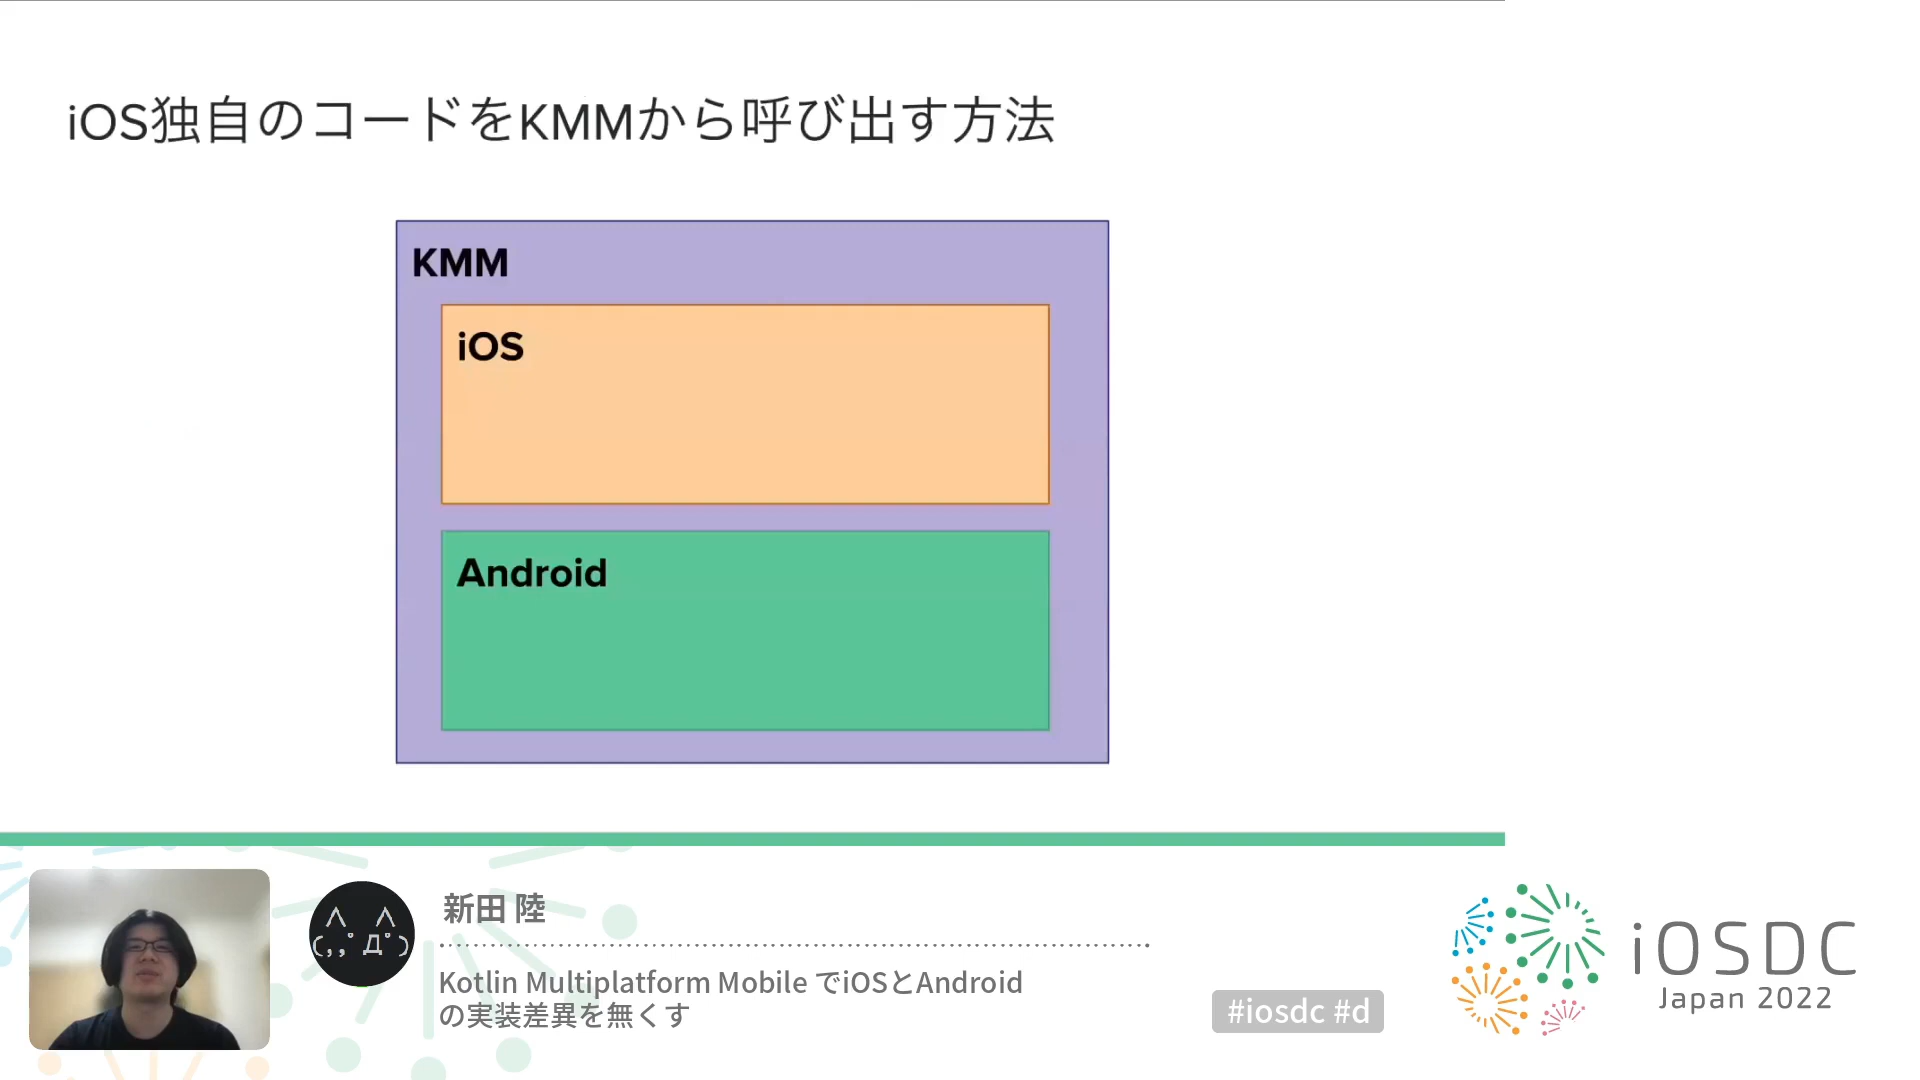 iOS独自のコードをKMMから呼び出す方法
KMM
iOS
Android
新田 陸
Kotlin Multiplatform Mobile でiOSとAndroid
の実装差異を無くす
#iosdc #d
iOSDC
Japan 2022